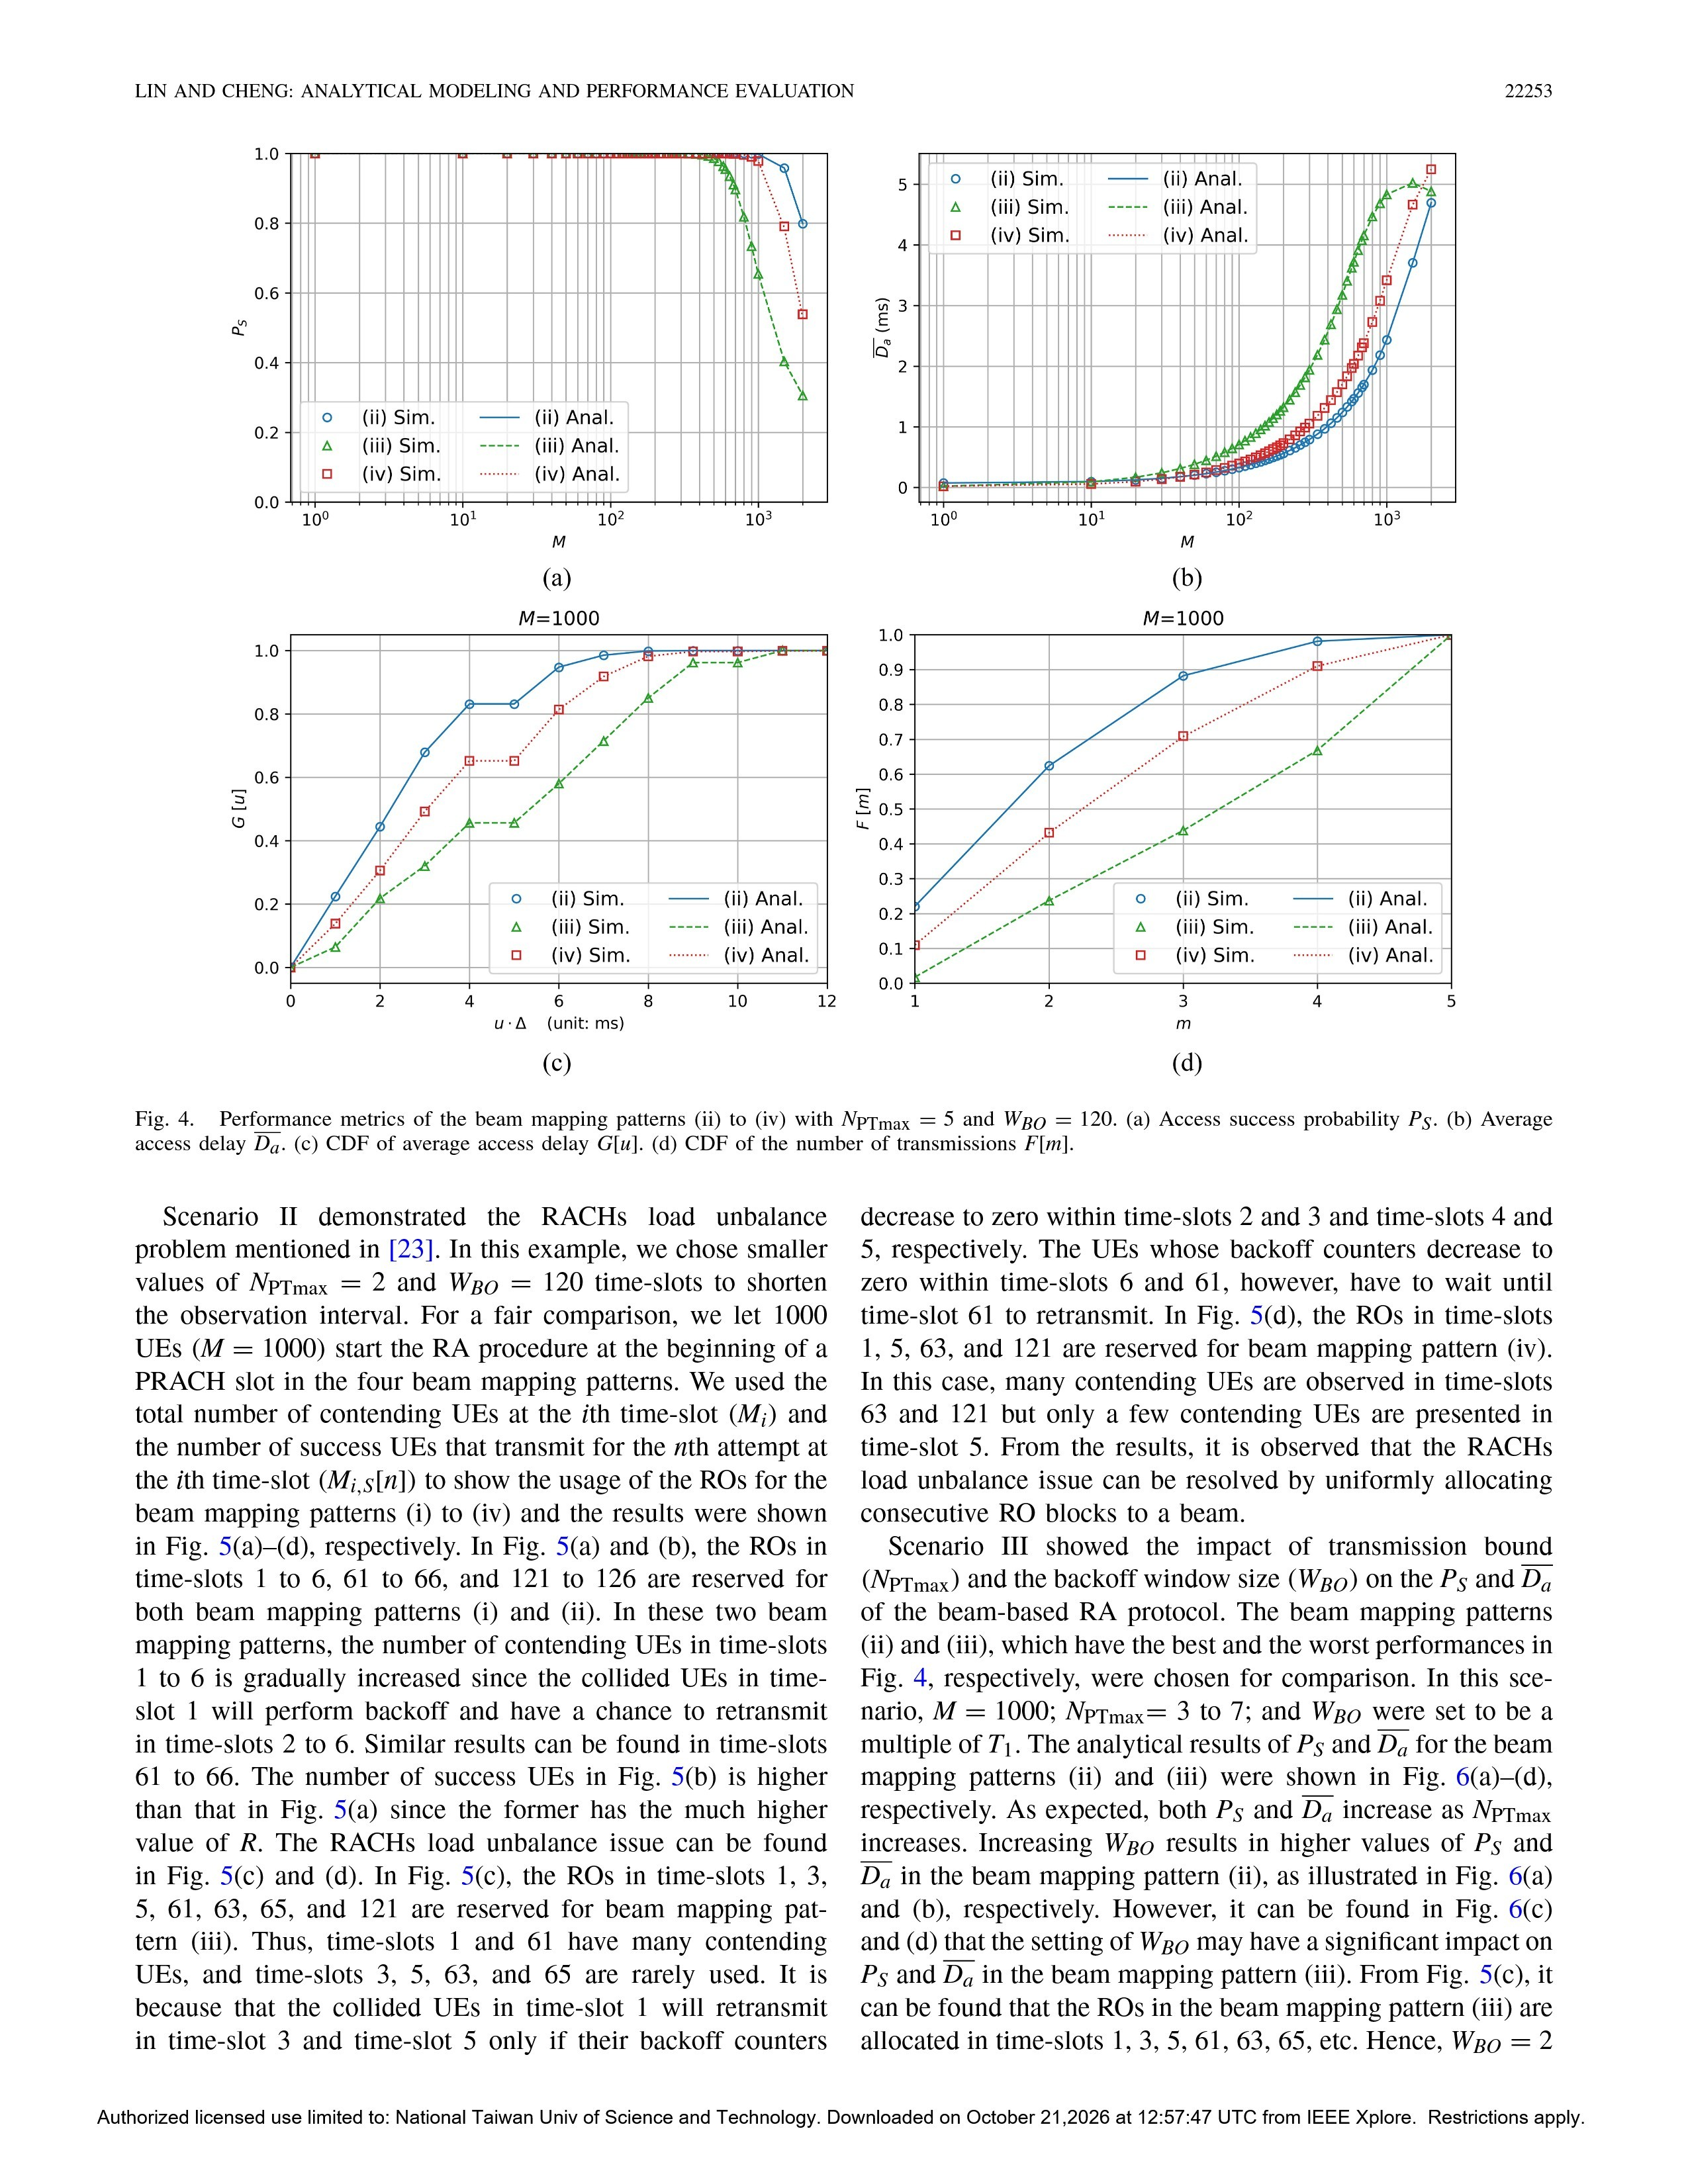 LIN AND CHENG: ANALYTICAL MODELING AND PERFORMANCE EVALUATION 22253
1.0
0.8
0.6
0.4
0.2
0.0
P_S
(ii) Sim. (ii) Anal.
(iii) Sim. (iii) Anal.
(iv) Sim. (iv) Anal.
10^0 10^1 10^2 10^3
M
(a)
5
4
3
2
1
0
\overline{D_a} (ms)
(ii) Sim. (ii) Anal.
(iii) Sim. (iii) Anal.
(iv) Sim. (iv) Anal.
10^0 10^1 10^2 10^3
M
(b)
M=1000
1.0
0.8
0.6
0.4
0.2
0.0
G [u]
(ii) Sim. (ii) Anal.
(iii) Sim. (iii) Anal.
(iv) Sim. (iv) Anal.
0 2 4 6 8 10 12
u · Δ (unit: ms)
(c)
M=1000
1.0
0.9
0.8
0.7
0.6
0.5
0.4
0.3
0.2
0.1
0.0
F [m]
(ii) Sim. (ii) Anal.
(iii) Sim. (iii) Anal.
(iv) Sim. (iv) Anal.
1 2 3 4 5
m
(d)
Fig. 4. Performance metrics of the beam mapping patterns (ii) to (iv) with N_PTmax = 5 and W_BO = 120. (a) Access success probability P_S. (b) Average
access delay \overline{D_a}. (c) CDF of average access delay G[u]. (d) CDF of the number of transmissions F[m].
Scenario II demonstrated the RACHs load unbalance
problem mentioned in [23]. In this example, we chose smaller
values of N_PTmax = 2 and W_BO = 120 time-slots to shorten
the observation interval. For a fair comparison, we let 1000
UEs (M = 1000) start the RA procedure at the beginning of a
PRACH slot in the four beam mapping patterns. We used the
total number of contending UEs at the ith time-slot (M_i) and
the number of success UEs that transmit for the nth attempt at
the ith time-slot (M_i,S[n]) to show the usage of the ROs for the
beam mapping patterns (i) to (iv) and the results were shown
in Fig. 5(a)–(d), respectively. In Fig. 5(a) and (b), the ROs in
time-slots 1 to 6, 61 to 66, and 121 to 126 are reserved for
both beam mapping patterns (i) and (ii). In these two beam
mapping patterns, the number of contending UEs in time-slots
1 to 6 is gradually increased since the collided UEs in time-
slot 1 will perform backoff and have a chance to retransmit
in time-slots 2 to 6. Similar results can be found in time-slots
61 to 66. The number of success UEs in Fig. 5(b) is higher
than that in Fig. 5(a) since the former has the much higher
value of R. The RACHs load unbalance issue can be found
in Fig. 5(c) and (d). In Fig. 5(c), the ROs in time-slots 1, 3,
5, 61, 63, 65, and 121 are reserved for beam mapping pat-
tern (iii). Thus, time-slots 1 and 61 have many contending
UEs, and time-slots 3, 5, 63, and 65 are rarely used. It is
because that the collided UEs in time-slot 1 will retransmit
in time-slot 3 and time-slot 5 only if their backoff counters
decrease to zero within time-slots 2 and 3 and time-slots 4 and
5, respectively. The UEs whose backoff counters decrease to
zero within time-slots 6 and 61, however, have to wait until
time-slot 61 to retransmit. In Fig. 5(d), the ROs in time-slots
1, 5, 63, and 121 are reserved for beam mapping pattern (iv).
In this case, many contending UEs are observed in time-slots
63 and 121 but only a few contending UEs are presented in
time-slot 5. From the results, it is observed that the RACHs
load unbalance issue can be resolved by uniformly allocating
consecutive RO blocks to a beam.
Scenario III showed the impact of transmission bound
(N_PTmax) and the backoff window size (W_BO) on the P_S and \overline{D_a}
of the beam-based RA protocol. The beam mapping patterns
(ii) and (iii), which have the best and the worst performances in
Fig. 4, respectively, were chosen for comparison. In this sce-
nario, M = 1000; N_PTmax= 3 to 7; and W_BO were set to be a
multiple of T_1. The analytical results of P_S and \overline{D_a} for the beam
mapping patterns (ii) and (iii) were shown in Fig. 6(a)–(d),
respectively. As expected, both P_S and \overline{D_a} increase as N_PTmax
increases. Increasing W_BO results in higher values of P_S and
\overline{D_a} in the beam mapping pattern (ii), as illustrated in Fig. 6(a)
and (b), respectively. However, it can be found in Fig. 6(c)
and (d) that the setting of W_BO may have a significant impact on
P_S and \overline{D_a} in the beam mapping pattern (iii). From Fig. 5(c), it
can be found that the ROs in the beam mapping pattern (iii) are
allocated in time-slots 1, 3, 5, 61, 63, 65, etc. Hence, W_BO = 2
Authorized licensed use limited to: National Taiwan Univ of Science and Technology. Downloaded on October 21,2026 at 12:57:47 UTC from IEEE Xplore. Restrictions apply.